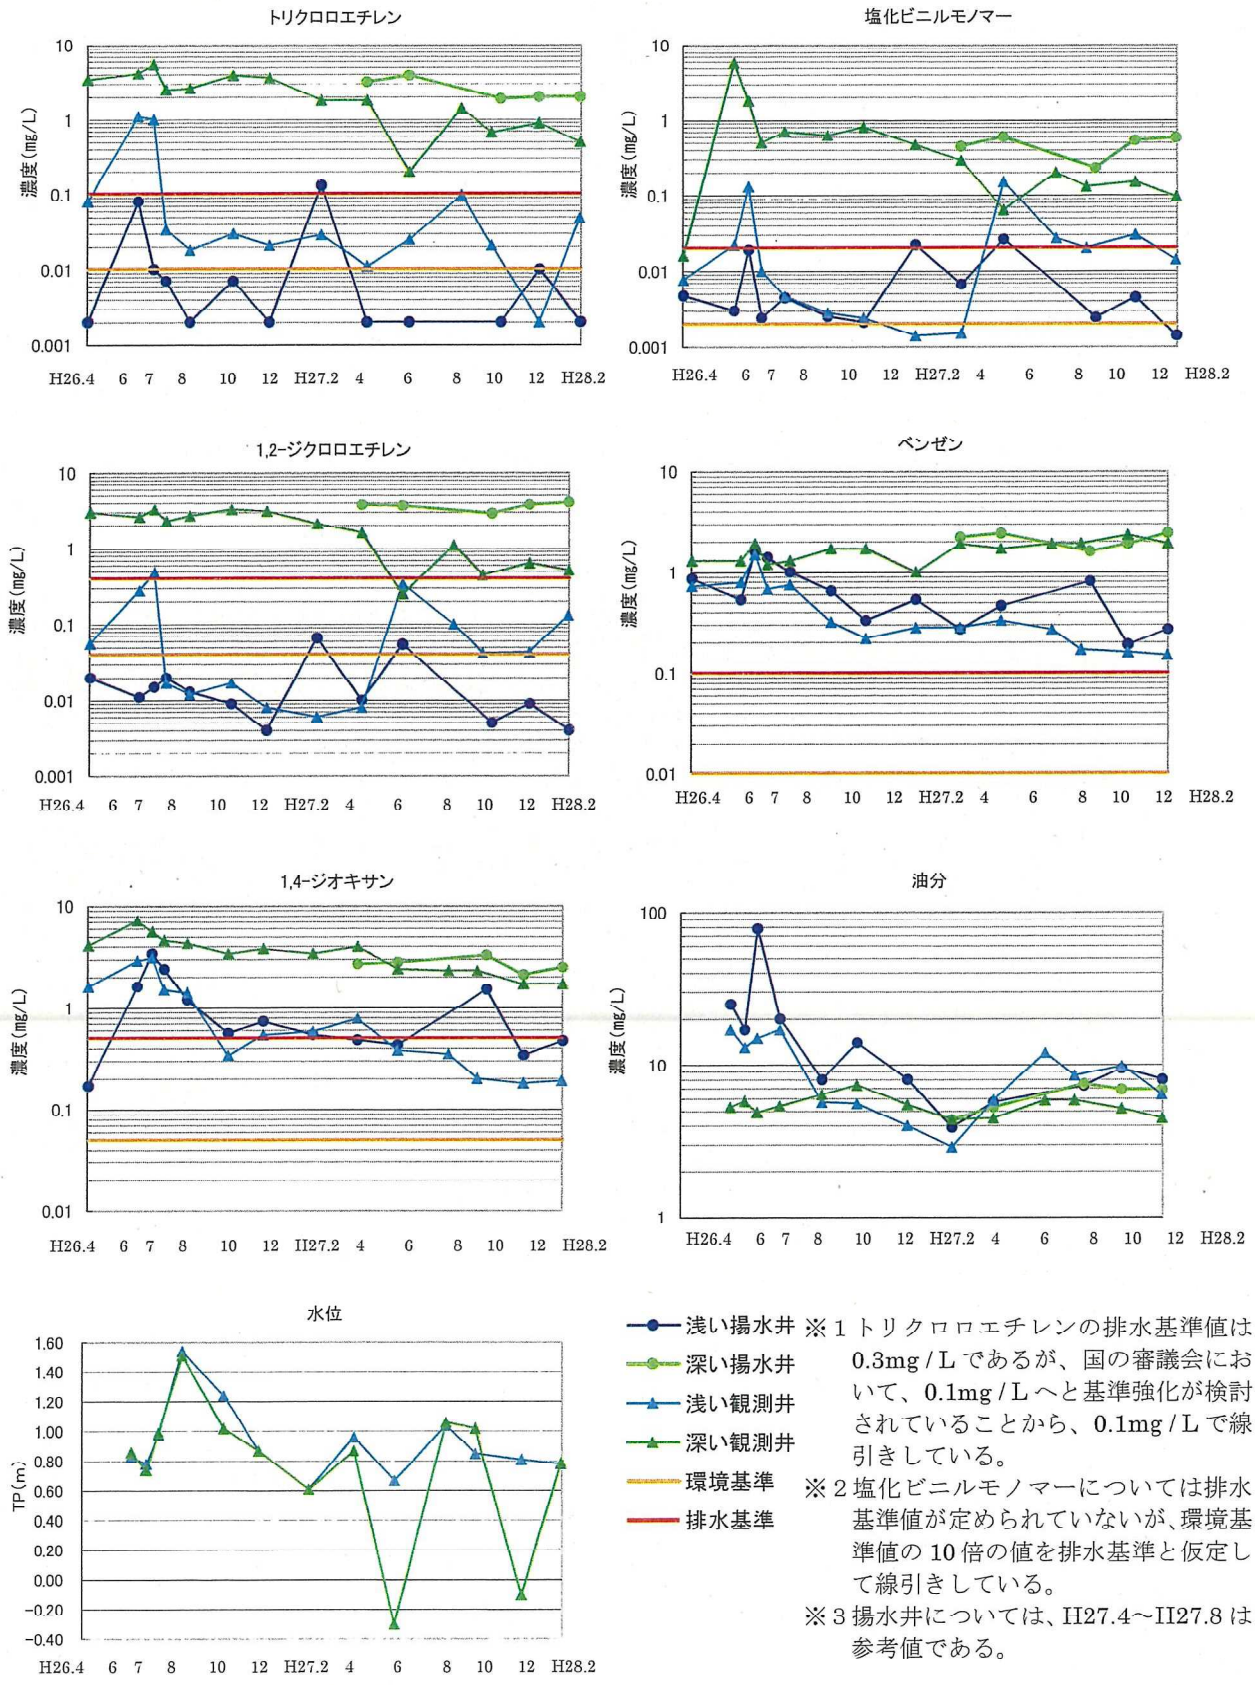 トリクロロエチレン
濃度(mg/L)
10
1
0.1
0.01
0.001
H26.4 6 7 8 10 12 H27.2 4 6 8 10 12 H28.2
塩化ビニルモノマー
濃度(mg/L)
10
1
0.1
0.01
0.001
H26.4 6 7 8 10 12 H27.2 4 6 8 10 12 H28.2
1,2-ジクロロエチレン
濃度(mg/L)
10
1
0.1
0.01
0.001
H26.4 6 7 8 10 12 H27.2 4 6 8 10 12 H28.2
ベンゼン
濃度(mg/L)
10
1
0.1
0.01
H26.4 6 7 8 10 12 H27.2 4 6 8 10 12 H28.2
1,4-ジオキサン
濃度(mg/L)
10
1
0.1
0.01
H26.4 6 7 8 10 12 H27.2 4 6 8 10 12 H28.2
油分
濃度(mg/L)
100
10
1
H26.4 6 7 8 10 12 H27.2 4 6 8 10 12 H28.2
水位
TP(m)
1.60
1.40
1.20
1.00
0.80
0.60
0.40
0.20
0.00
-0.20
-0.40
H26.4 6 7 8 10 12 H27.2 4 6 8 10 12 H28.2
浅い揚水井
深い揚水井
浅い観測井
深い観測井
環境基準
排水基準
※1トリクロロエチレンの排水基準値は
0.3mg/Lであるが、国の審議会にお
いて、0.1mg/Lへと基準強化が検討
されていることから、0.1mg/Lで線
引きしている。
※2塩化ビニルモノマーについては排水
基準値が定められていないが、環境基
準値の10倍の値を排水基準と仮定し
て線引きしている。
※3揚水井については、H27.4～H27.8は
参考値である。